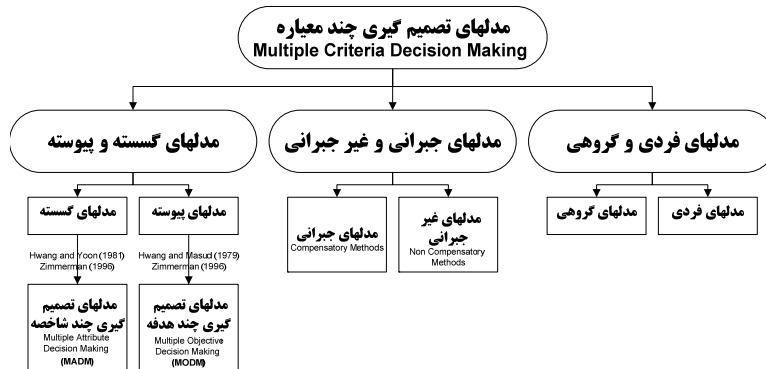 مدلهای تصمیم گیری چند معیاره
Multiple Criteria Decision Making
مدلهای فردی و گروهی
مدلهای جبرانی و غیر جبرانی
مدلهای گسسته و پیوسته
مدلهای فردی
مدلهای گروهی
مدلهای غیر
جبرانی
Non Compensatory
Methods
مدلهای جبرانی
Compensatory Methods
مدلهای پیوسته
مدلهای گسسته
Hwang and Masud (1979)
Zimmerman (1996)
Hwang and Yoon (1981)
Zimmerman (1996)
مدلهای تصمیم
گیری چند هدفه
Multiple Objective
Decision Making
(MODM)
مدلهای تصمیم
گیری چند شاخصه
Multiple Attribute
Decision Making
(MADM)